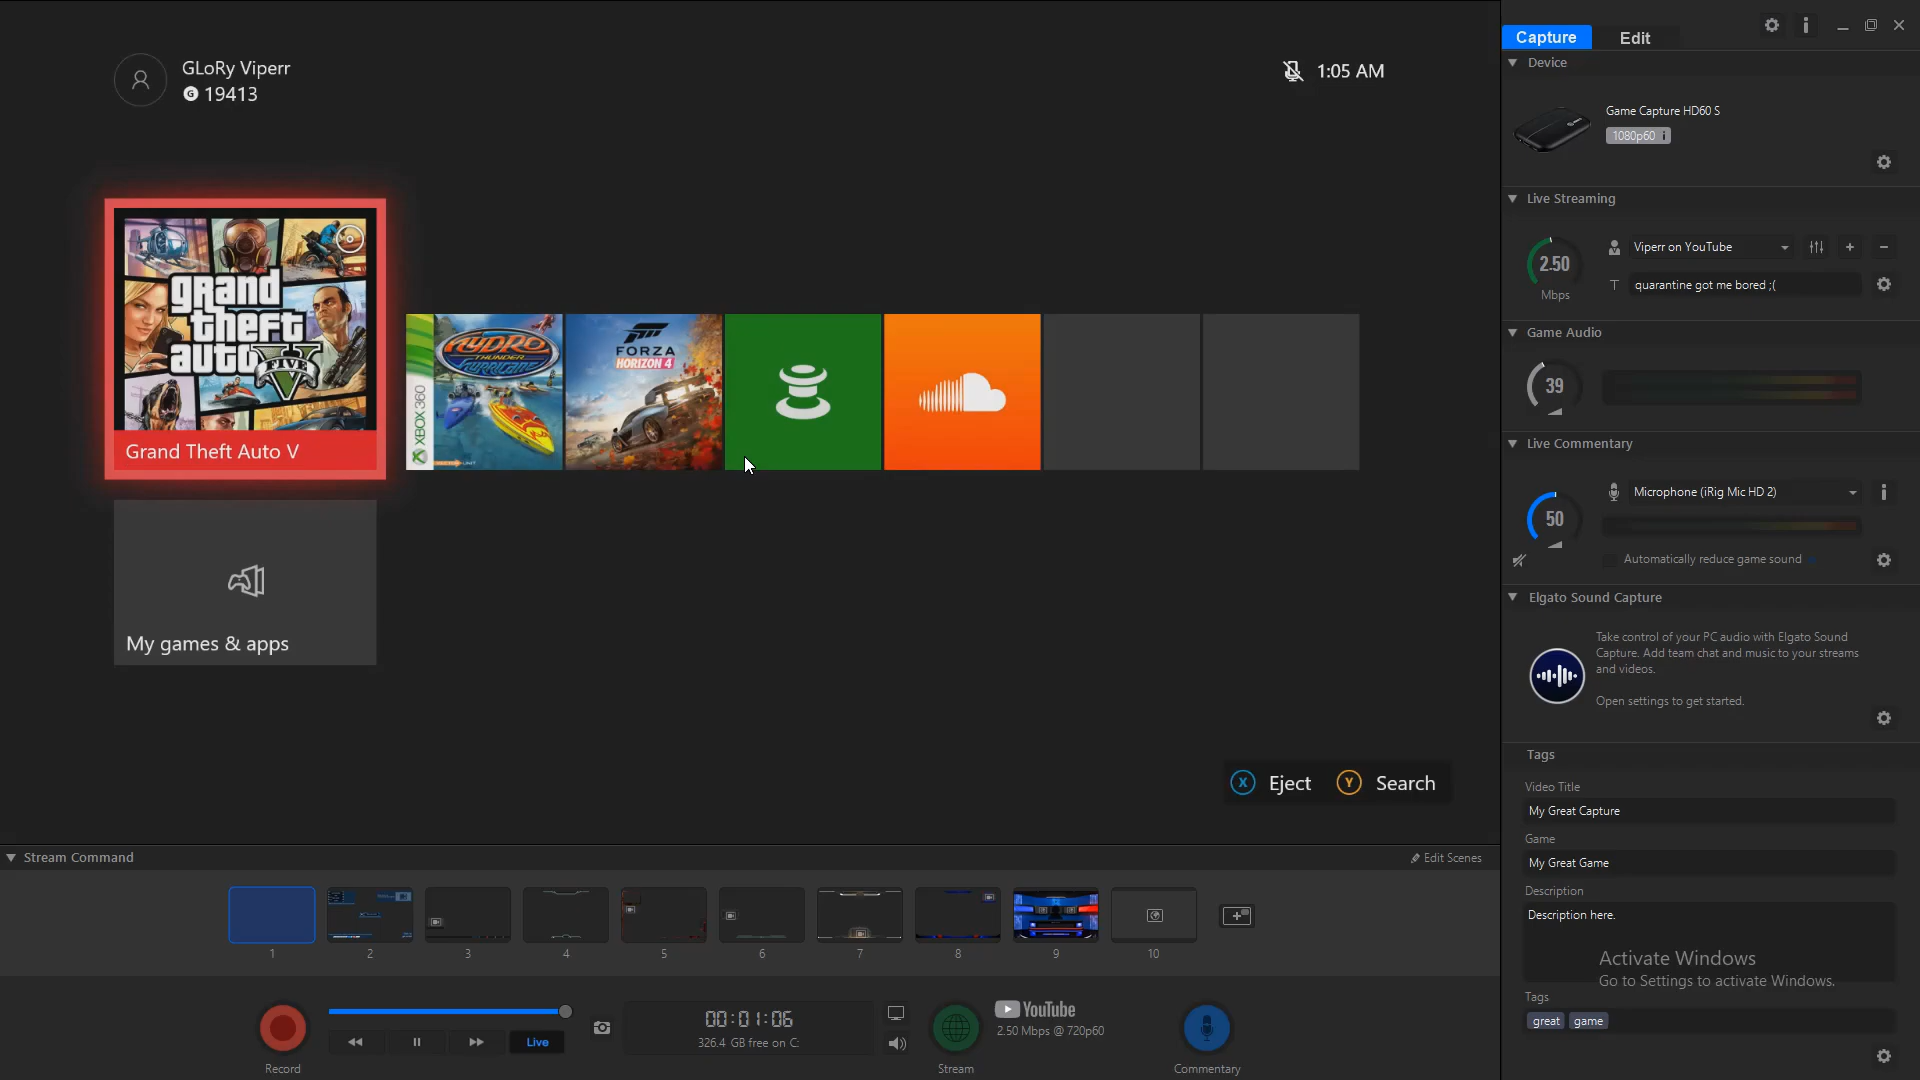 GLoRy Viperr
G 19413
1:05 AM
grand
theft
auto V
FIVE
Grand Theft Auto V
XBOX 360
HYDRO
THUNDER
HURRICANE
FORZA
HORIZON 4
My games & apps
X Eject Y Search
Capture Edit
Device
Game Capture HD60 S
1080p60 i
Live Streaming
2.50
Mbps
Viperr on YouTube
T quarantine got me bored ;(
Game Audio
39
Live Commentary
50
Microphone (iRig Mic HD 2)
Automatically reduce game sound
Elgato Sound Capture
Take control of your PC audio with Elgato Sound
Capture. Add team chat and music to your streams
and videos.
Open settings to get started.
Tags
Video Title
My Great Capture
Game
My Great Game
Description
Description here.
Activate Windows
Go to Settings to activate Windows.
Tags
great game
Stream Command
Edit Scenes
1 2 3 4 5 6 7 8 9 10
Record
Live
00:01:06
326.4 GB free on C:
Stream
YouTube
2.50 Mbps @ 720p60
Commentary